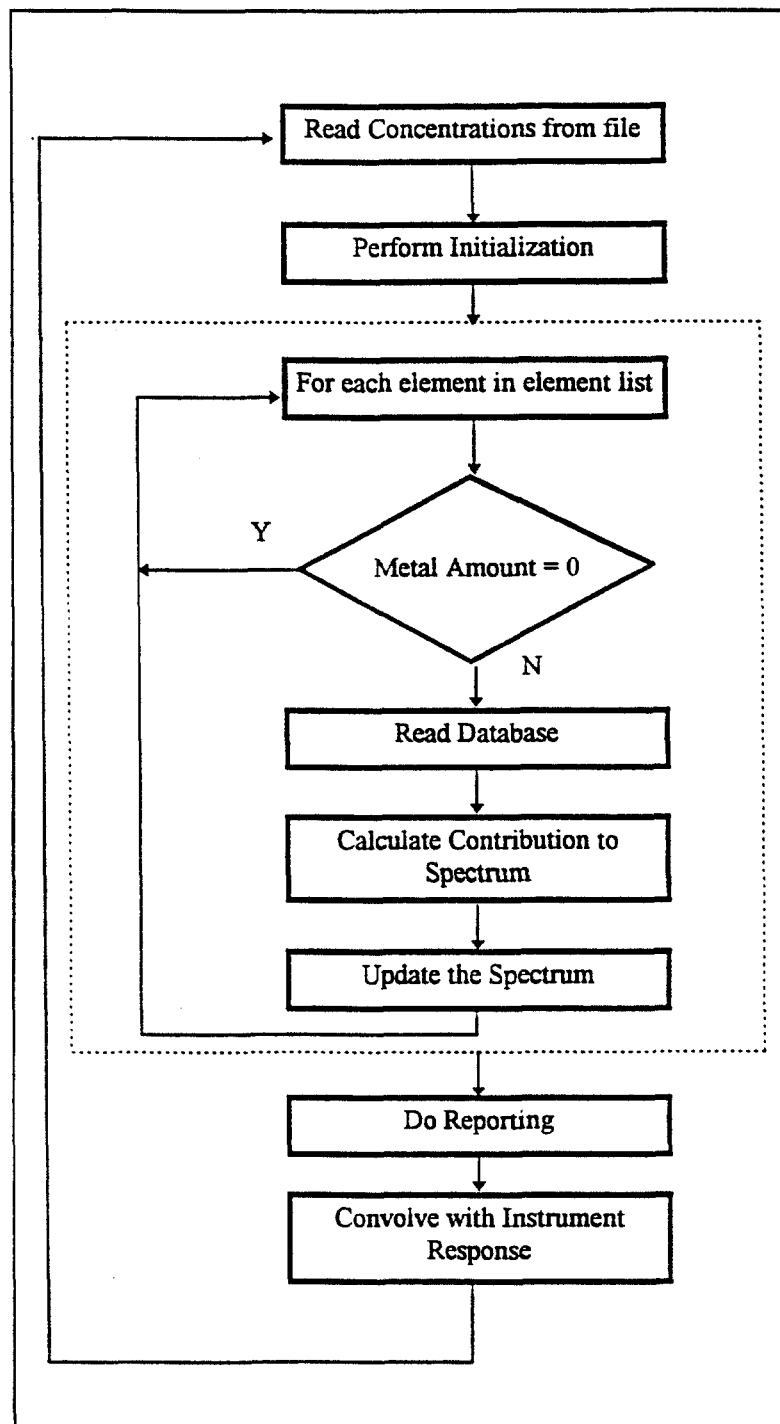 Read Concentrations from file
Perform Initialization
For each element in element list
Y
Metal Amount = 0
N
Read Database
Calculate Contribution to
Spectrum
Update the Spectrum
Do Reporting
Convolve with Instrument
Response